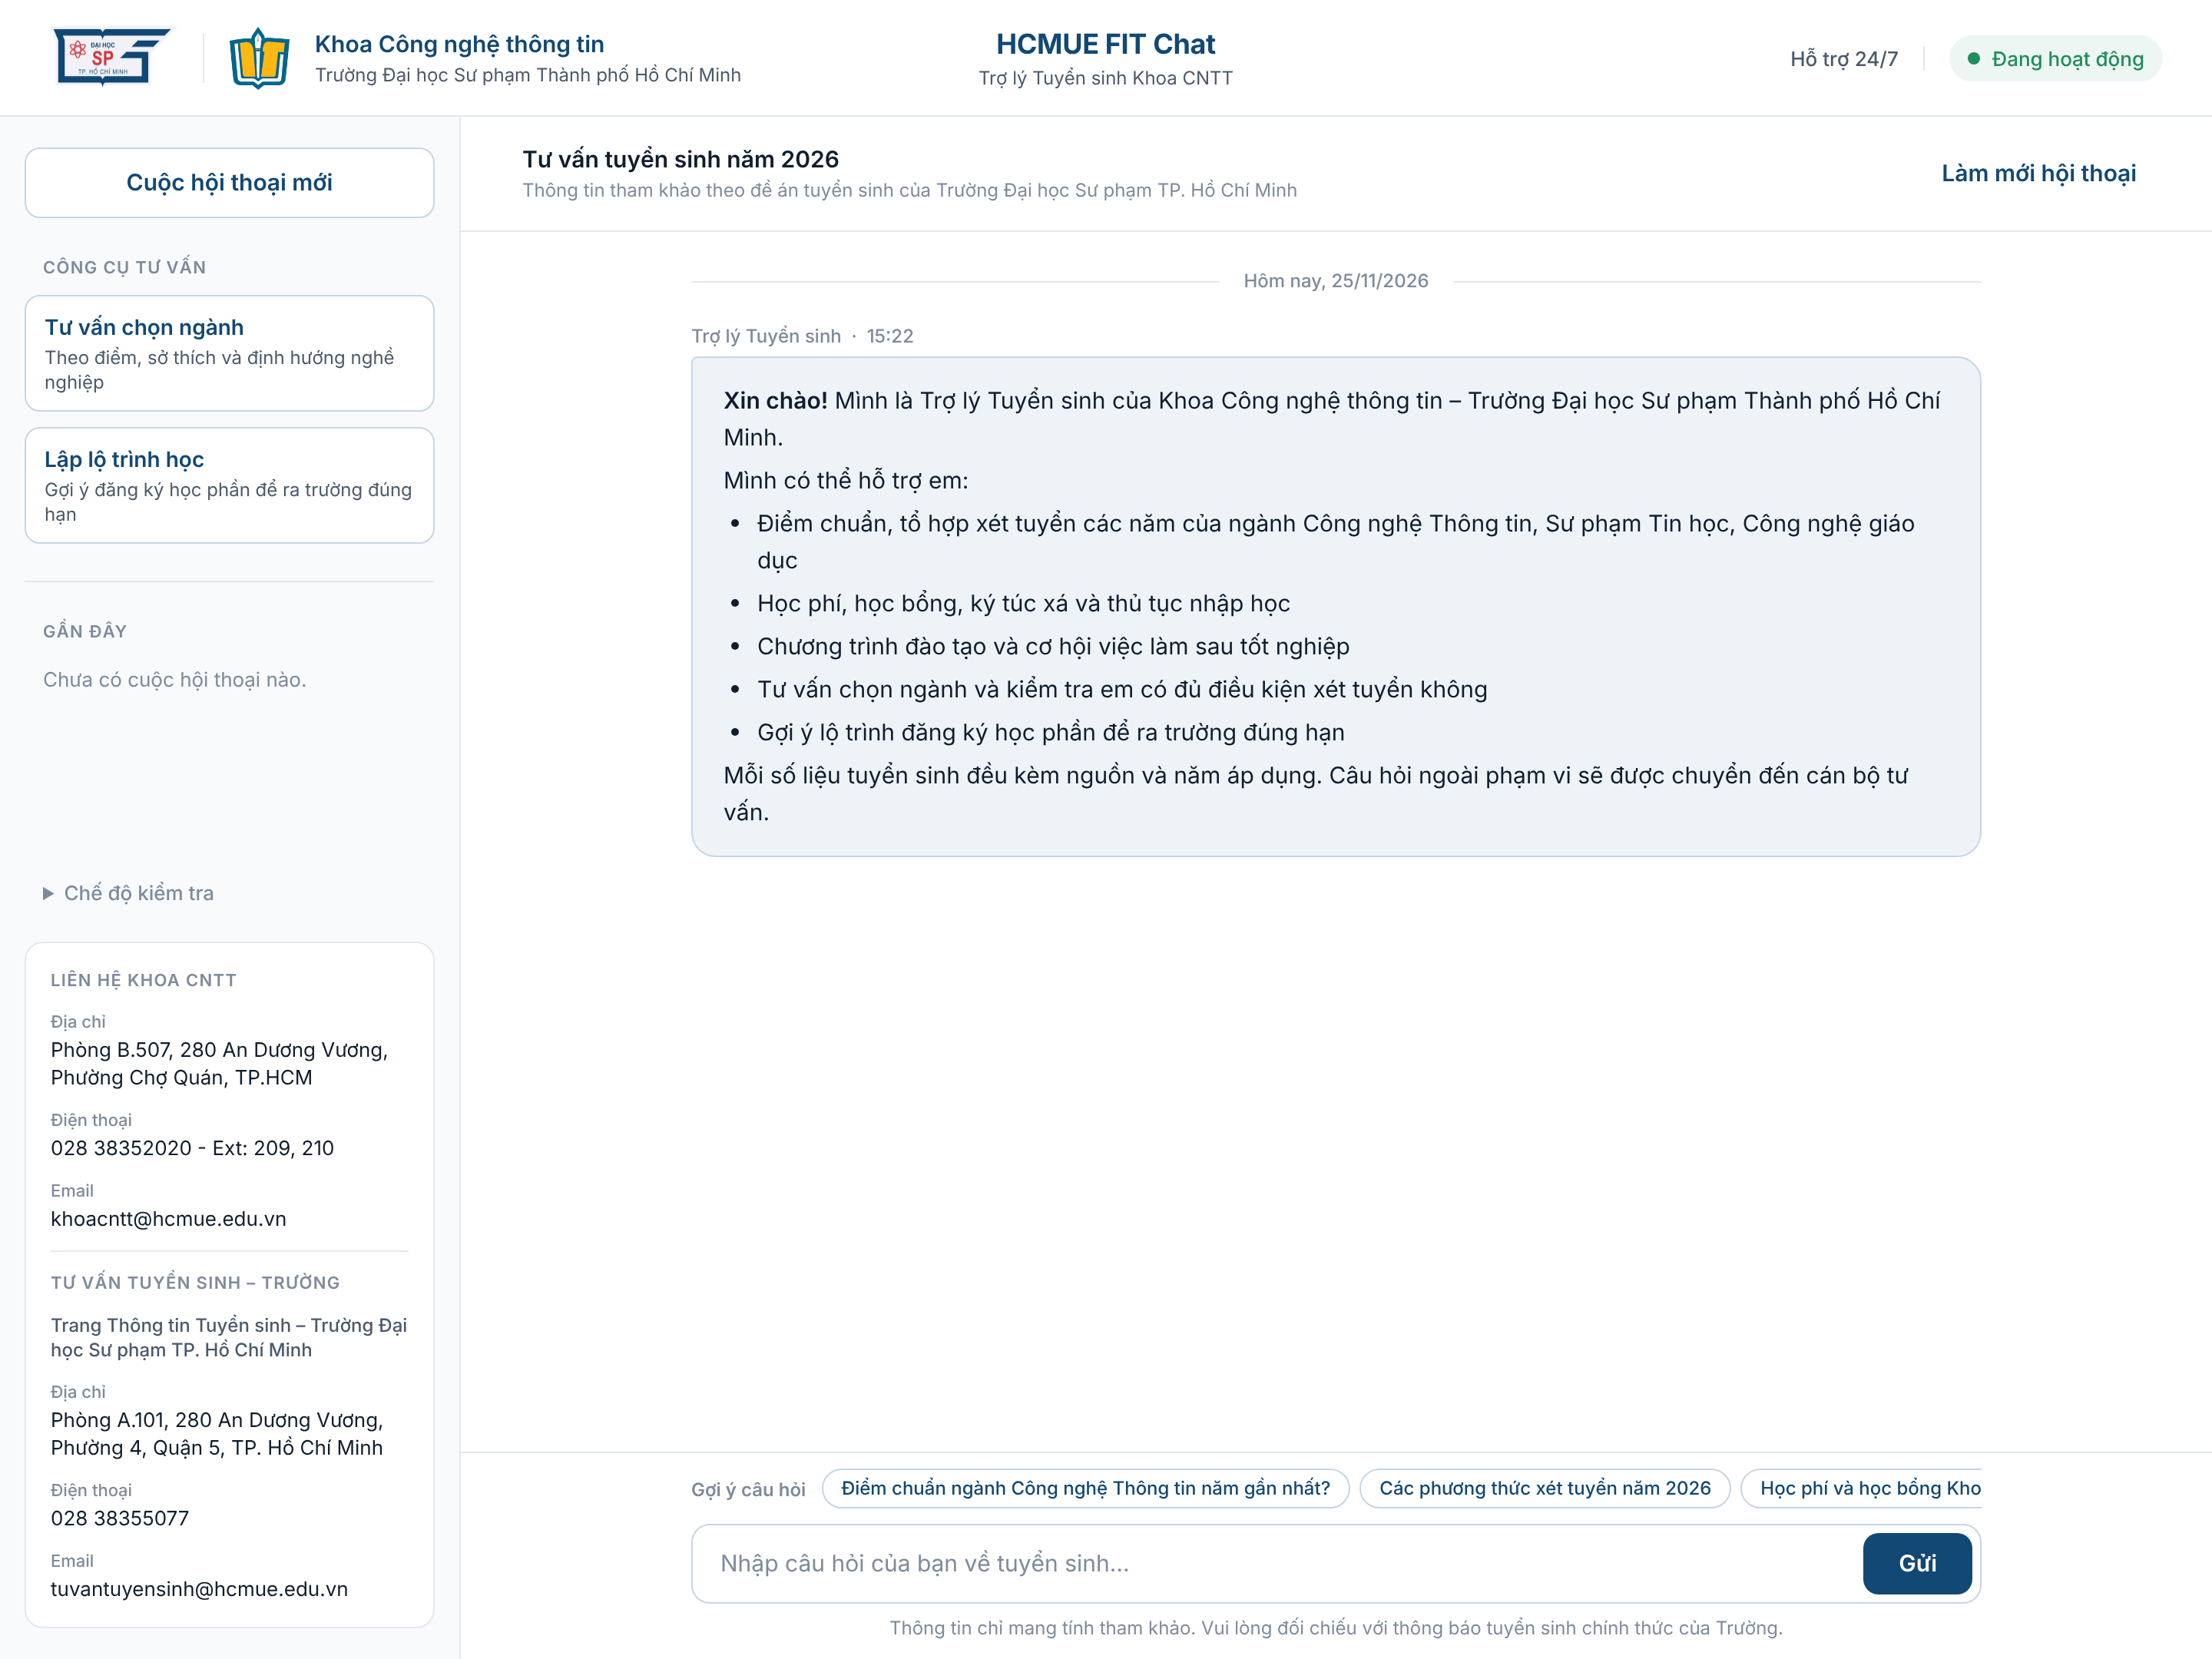 ĐẠI HỌC
SP
TP. HỒ CHÍ MINH
Khoa Công nghệ thông tin
Trường Đại học Sư phạm Thành phố Hồ Chí Minh
HCMUE FIT Chat
Trợ lý Tuyển sinh Khoa CNTT
Hỗ trợ 24/7
Đang hoạt động
Cuộc hội thoại mới
CÔNG CỤ TƯ VẤN
Tư vấn chọn ngành
Theo điểm, sở thích và định hướng nghề
nghiệp
Lập lộ trình học
Gợi ý đăng ký học phần để ra trường đúng
hạn
GẦN ĐÂY
Chưa có cuộc hội thoại nào.
Chế độ kiểm tra
LIÊN HỆ KHOA CNTT
Địa chỉ
Phòng B.507, 280 An Dương Vương,
Phường Chợ Quán, TP.HCM
Điện thoại
028 38352020 - Ext: 209, 210
Email
khoacntt@hcmue.edu.vn
TƯ VẤN TUYỂN SINH – TRƯỜNG
Trang Thông tin Tuyển sinh – Trường Đại
học Sư phạm TP. Hồ Chí Minh
Địa chỉ
Phòng A.101, 280 An Dương Vương,
Phường 4, Quận 5, TP. Hồ Chí Minh
Điện thoại
028 38355077
Email
tuvantuyensinh@hcmue.edu.vn
Tư vấn tuyển sinh năm 2026
Thông tin tham khảo theo đề án tuyển sinh của Trường Đại học Sư phạm TP. Hồ Chí Minh
Làm mới hội thoại
Hôm nay, 25/11/2026
Trợ lý Tuyển sinh · 15:22
Xin chào! Mình là Trợ lý Tuyển sinh của Khoa Công nghệ thông tin – Trường Đại học Sư phạm Thành phố Hồ Chí
Minh.
Mình có thể hỗ trợ em:
• Điểm chuẩn, tổ hợp xét tuyển các năm của ngành Công nghệ Thông tin, Sư phạm Tin học, Công nghệ giáo
dục
• Học phí, học bổng, ký túc xá và thủ tục nhập học
• Chương trình đào tạo và cơ hội việc làm sau tốt nghiệp
• Tư vấn chọn ngành và kiểm tra em có đủ điều kiện xét tuyển không
• Gợi ý lộ trình đăng ký học phần để ra trường đúng hạn
Mỗi số liệu tuyển sinh đều kèm nguồn và năm áp dụng. Câu hỏi ngoài phạm vi sẽ được chuyển đến cán bộ tư
vấn.
Gợi ý câu hỏi
Điểm chuẩn ngành Công nghệ Thông tin năm gần nhất?
Các phương thức xét tuyển năm 2026
Học phí và học bổng Kho
Nhập câu hỏi của bạn về tuyển sinh...
Gửi
Thông tin chỉ mang tính tham khảo. Vui lòng đối chiếu với thông báo tuyển sinh chính thức của Trường.